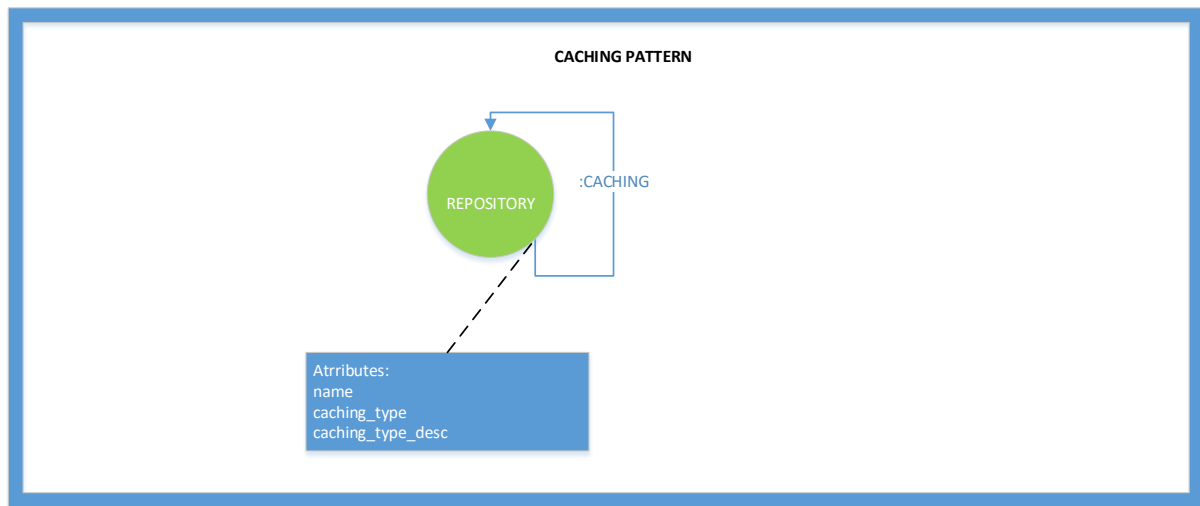 CACHING PATTERN
:CACHING
REPOSITORY
Atrributes:
name
caching_type
caching_type_desc